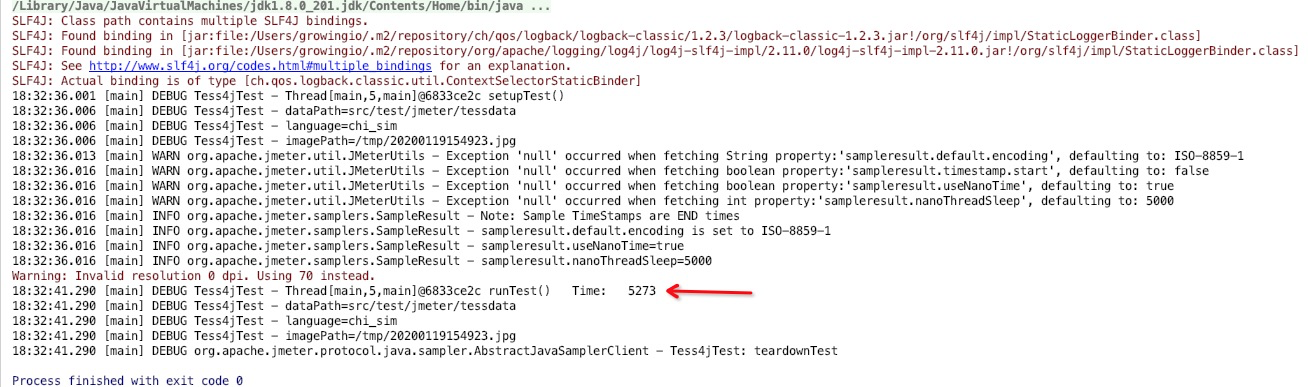 /Library/Java/JavaVirtualMachines/jdk1.8.0_201.jdk/Contents/Home/bin/java ...
SLF4J: Class path contains multiple SLF4J bindings.
SLF4J: Found binding in [jar:file:/Users/growingio/.m2/repository/ch/qos/logback/logback-classic/1.2.3/logback-classic-1.2.3.jar!/org/slf4j/impl/StaticLoggerBinder.class]
SLF4J: Found binding in [jar:file:/Users/growingio/.m2/repository/org/apache/logging/log4j/log4j-slf4j-impl/2.11.0/log4j-slf4j-impl-2.11.0.jar!/org/slf4j/impl/StaticLoggerBinder.class]
SLF4J: See http://www.slf4j.org/codes.html#multiple_bindings for an explanation.
SLF4J: Actual binding is of type [ch.qos.logback.classic.util.ContextSelectorStaticBinder]
18:32:36.001 [main] DEBUG Tess4jTest – Thread[main,5,main]@6833ce2c setupTest()
18:32:36.006 [main] DEBUG Tess4jTest – dataPath=src/test/jmeter/tessdata
18:32:36.006 [main] DEBUG Tess4jTest – language=chi_sim
18:32:36.006 [main] DEBUG Tess4jTest – imagePath=/tmp/20200119154923.jpg
18:32:36.013 [main] WARN org.apache.jmeter.util.JMeterUtils – Exception 'null' occurred when fetching String property:'sampleresult.default.encoding', defaulting to: ISO-8859-1
18:32:36.016 [main] WARN org.apache.jmeter.util.JMeterUtils – Exception 'null' occurred when fetching boolean property:'sampleresult.timestamp.start', defaulting to: false
18:32:36.016 [main] WARN org.apache.jmeter.util.JMeterUtils – Exception 'null' occurred when fetching boolean property:'sampleresult.useNanoTime', defaulting to: true
18:32:36.016 [main] WARN org.apache.jmeter.util.JMeterUtils – Exception 'null' occurred when fetching int property:'sampleresult.nanoThreadSleep', defaulting to: 5000
18:32:36.016 [main] INFO org.apache.jmeter.samplers.SampleResult – Note: Sample TimeStamps are END times
18:32:36.016 [main] INFO org.apache.jmeter.samplers.SampleResult – sampleresult.default.encoding is set to ISO-8859-1
18:32:36.016 [main] INFO org.apache.jmeter.samplers.SampleResult – sampleresult.useNanoTime=true
18:32:36.016 [main] INFO org.apache.jmeter.samplers.SampleResult – sampleresult.nanoThreadSleep=5000
Warning: Invalid resolution 0 dpi. Using 70 instead.
18:32:41.290 [main] DEBUG Tess4jTest – Thread[main,5,main]@6833ce2c runTest()   Time:   5273
18:32:41.290 [main] DEBUG Tess4jTest – dataPath=src/test/jmeter/tessdata
18:32:41.290 [main] DEBUG Tess4jTest – language=chi_sim
18:32:41.290 [main] DEBUG Tess4jTest – imagePath=/tmp/20200119154923.jpg
18:32:41.290 [main] DEBUG org.apache.jmeter.protocol.java.sampler.AbstractJavaSamplerClient – Tess4jTest: teardownTest
Process finished with exit code 0